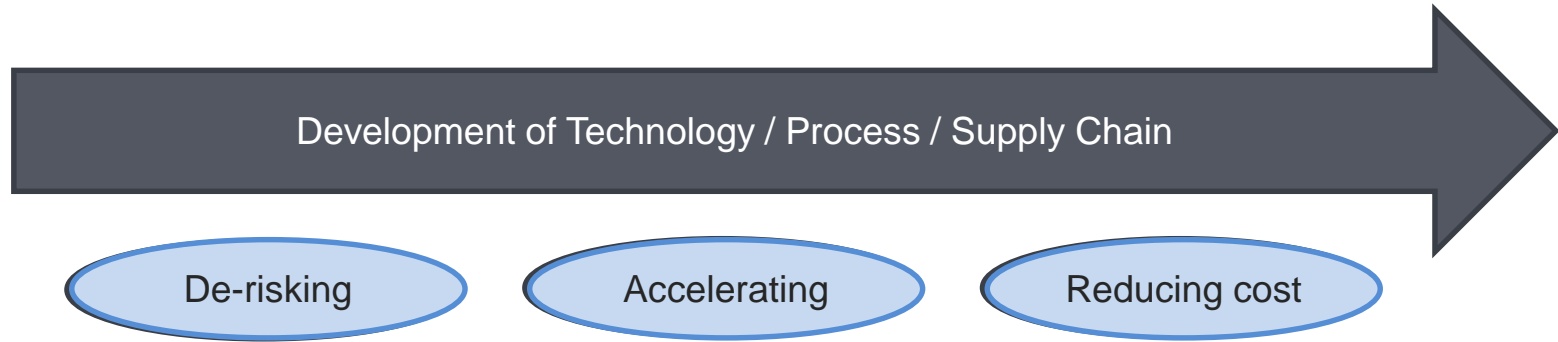 Development of Technology / Process / Supply Chain
De-risking
Accelerating
Reducing cost